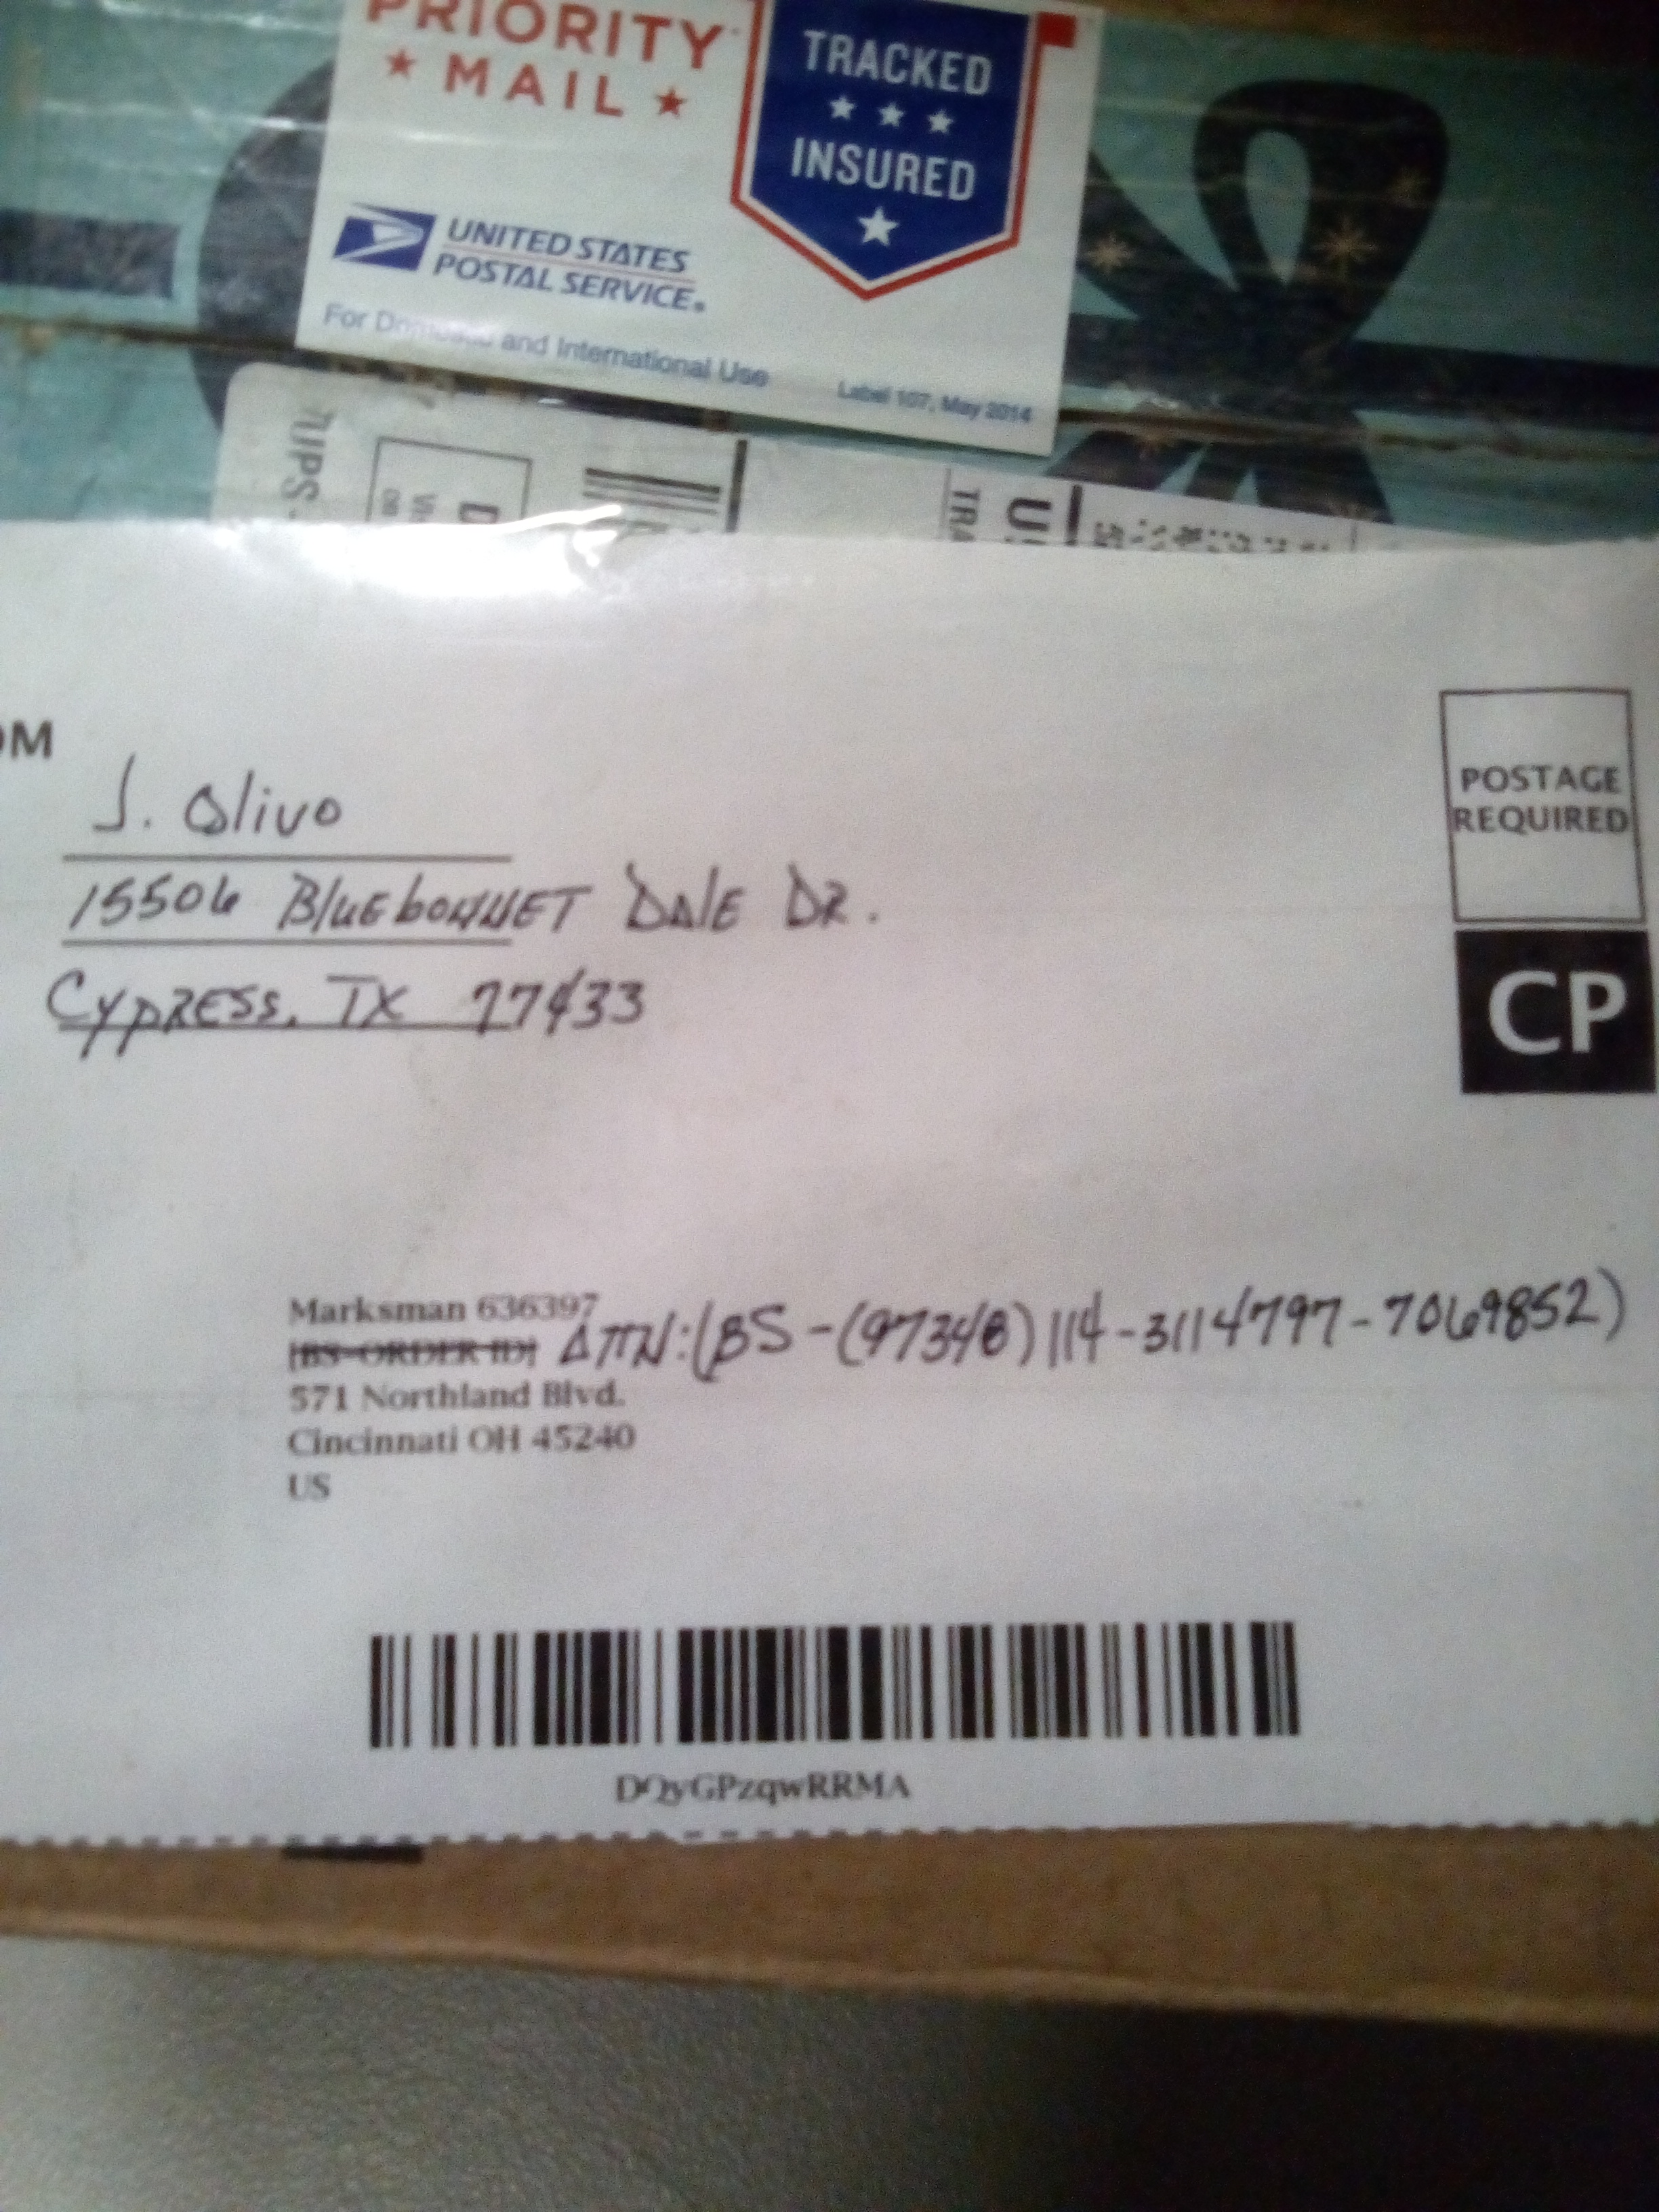 PRIORITY
★ MAIL ★
TRACKED
★ ★ ★
INSURED
★
UNITED STATES
POSTAL SERVICE®
For Domestic and International Use
Label 107, May 2014
J. Olivo
15506 BluEbONNET DAlE DR.
CypRESS, TX 77433
POSTAGE
REQUIRED
CP
Marksman 636397
[BS-ORDER ID] ATTN:(BS-(97348)114-3114797-7069852)
571 Northland Blvd.
Cincinnati OH 45240
US
DQyGPzqwRRMA